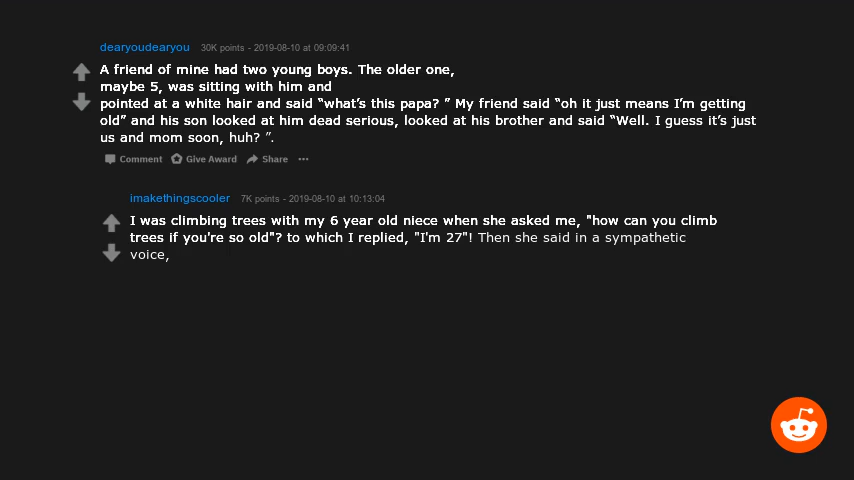 dearyoudearyou 30K points - 2019-08-10 at 09:09:41
A friend of mine had two young boys. The older one,
maybe 5, was sitting with him and
pointed at a white hair and said “what’s this papa? ” My friend said “oh it just means I’m getting
old” and his son looked at him dead serious, looked at his brother and said “Well. I guess it’s just
us and mom soon, huh? ”.
Comment Give Award Share ···
imakethingscooler 7K points - 2019-08-10 at 10:13:04
I was climbing trees with my 6 year old niece when she asked me, "how can you climb
trees if you're so old"? to which I replied, "I'm 27"! Then she said in a sympathetic
voice,